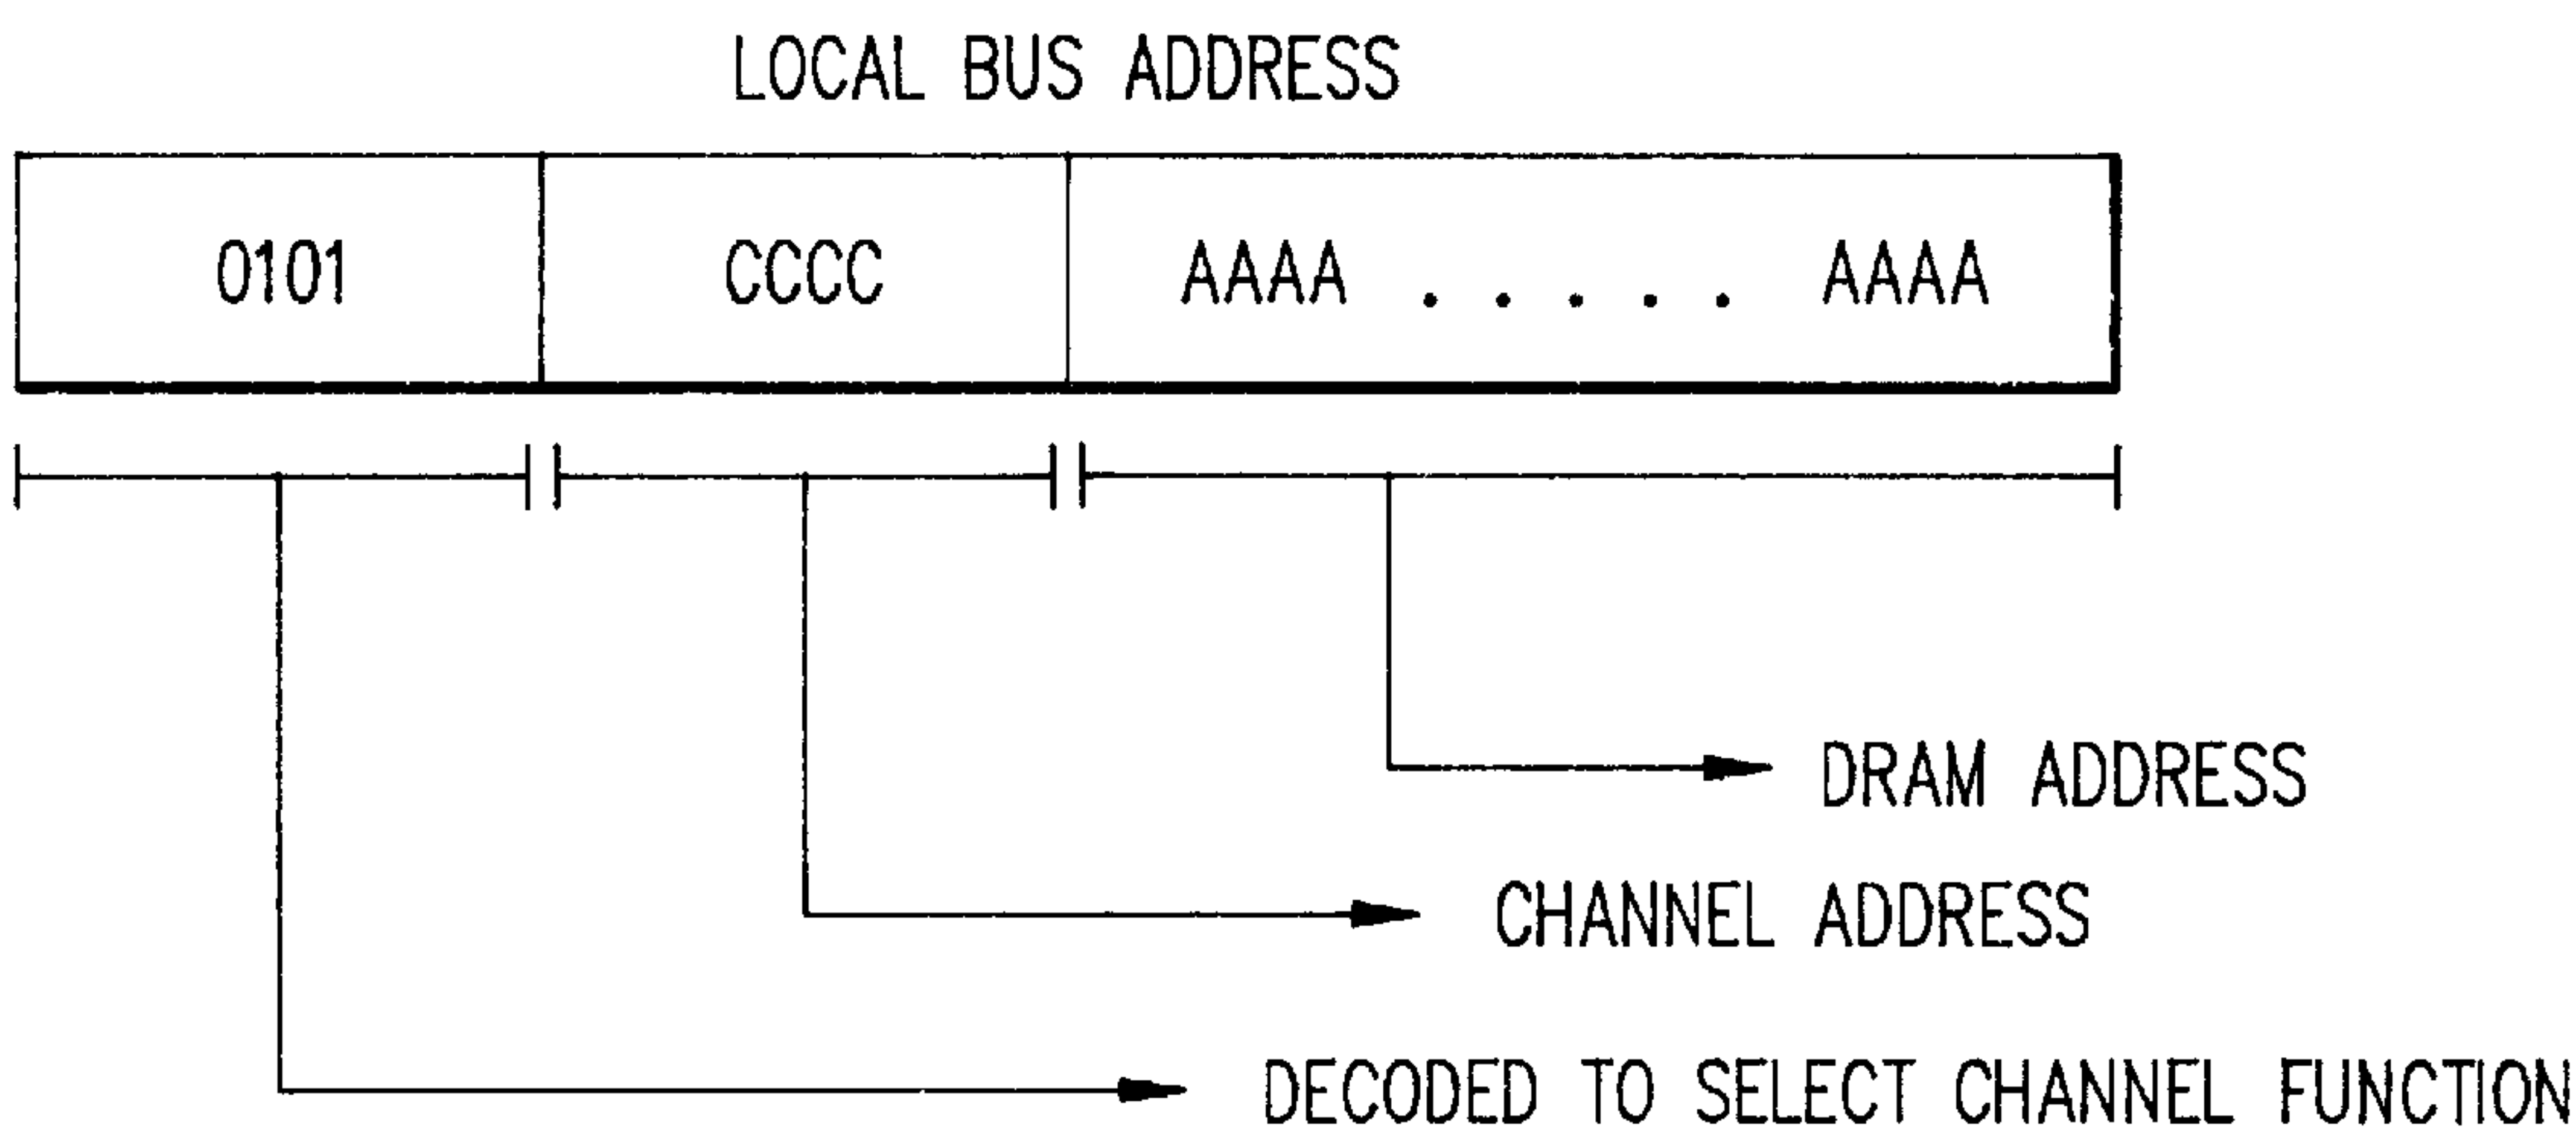 LOCAL BUS ADDRESS
0101 CCCC AAAA . . . . . AAAA
DRAM ADDRESS
CHANNEL ADDRESS
DECODED TO SELECT CHANNEL FUNCTION